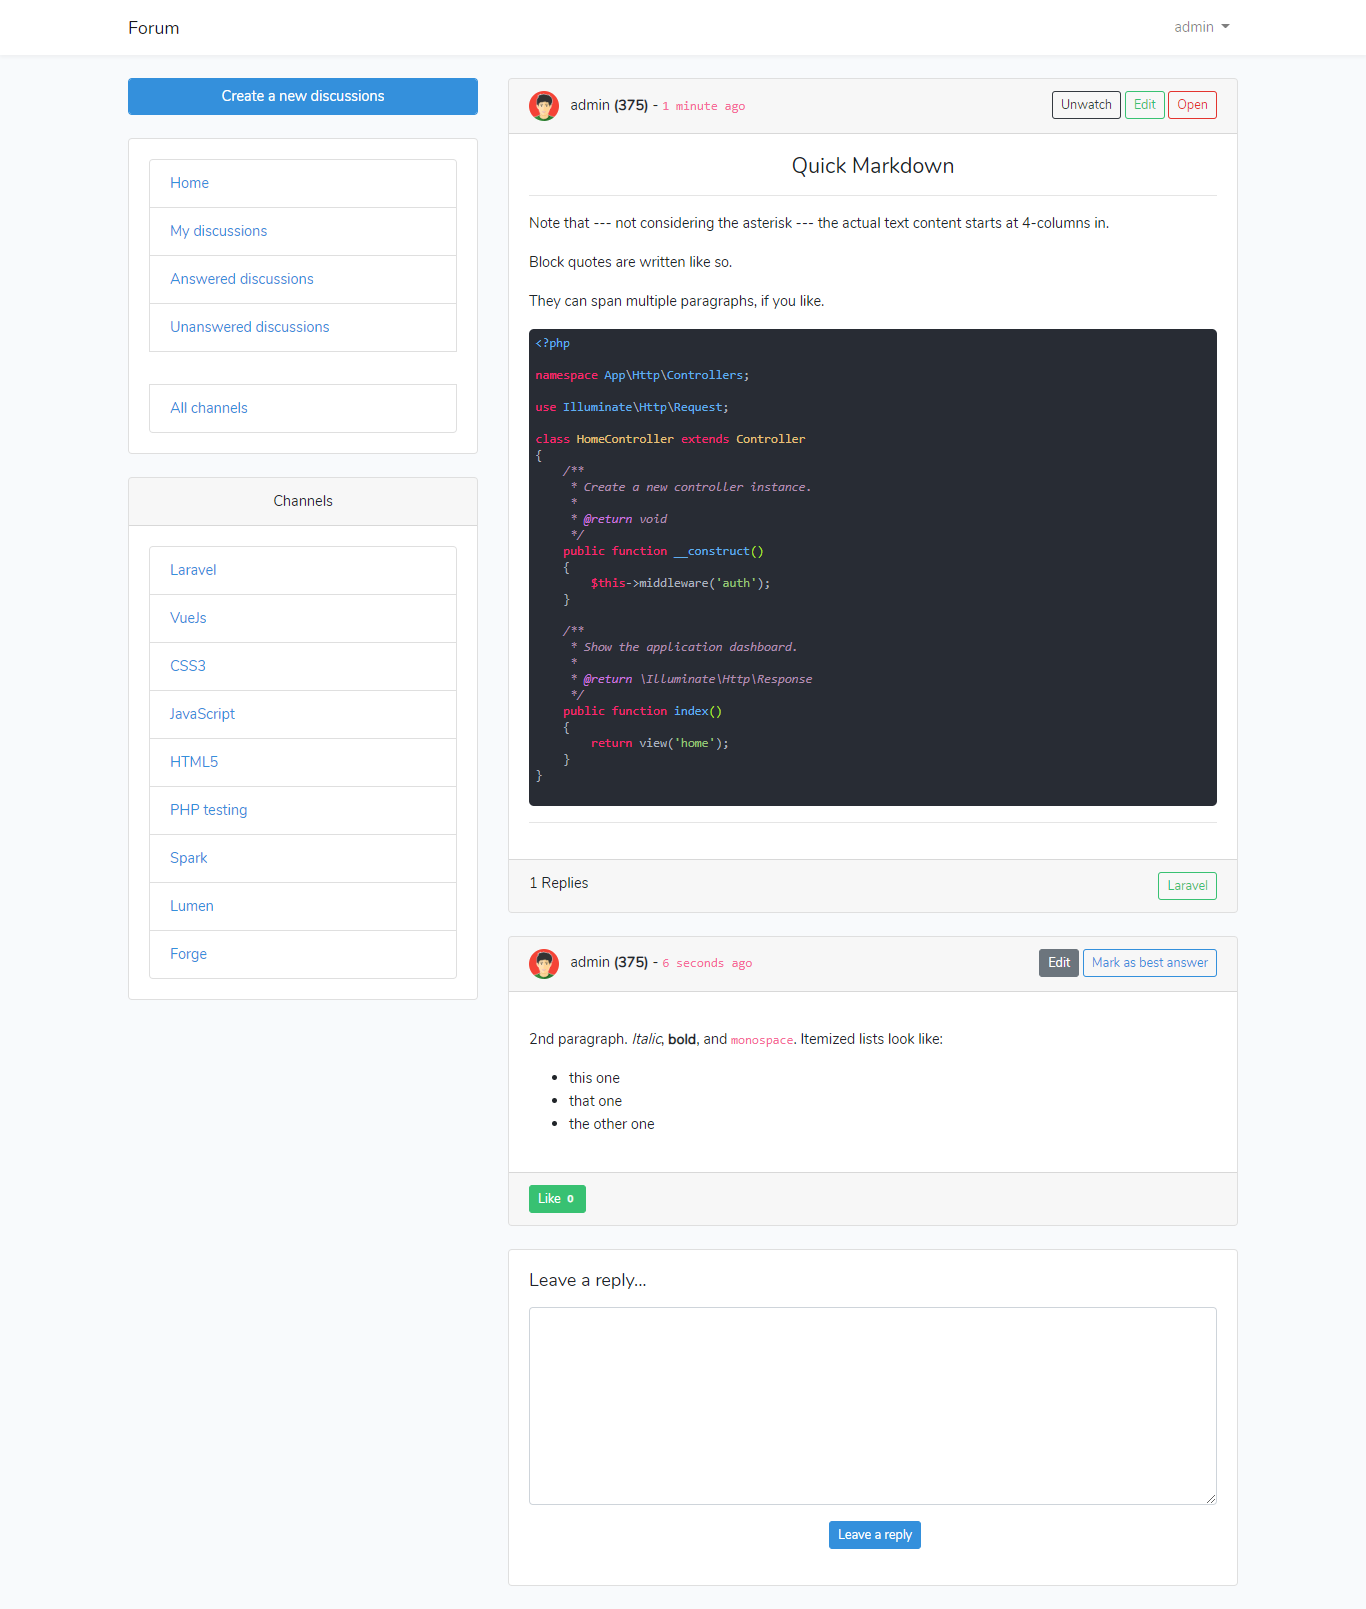 Forum
admin
Create a new discussions
Home
My discussions
Answered discussions
Unanswered discussions
All channels
Channels
Laravel
VueJs
CSS3
JavaScript
HTML5
PHP testing
Spark
Lumen
Forge
admin (375) - 1 minute ago
Unwatch Edit Open
Quick Markdown
Note that --- not considering the asterisk --- the actual text content starts at 4-columns in.
Block quotes are written like so.
They can span multiple paragraphs, if you like.
<?php
namespace App\Http\Controllers;
use Illuminate\Http\Request;
class HomeController extends Controller
{
    /**
     * Create a new controller instance.
     *
     * @return void
     */
    public function __construct()
    {
        $this->middleware('auth');
    }
    /**
     * Show the application dashboard.
     *
     * @return \Illuminate\Http\Response
     */
    public function index()
    {
        return view('home');
    }
}
1 Replies
Laravel
admin (375) - 6 seconds ago
Edit Mark as best answer
2nd paragraph. Italic, bold, and monospace. Itemized lists look like:
• this one
• that one
• the other one
Like 0
Leave a reply...
Leave a reply